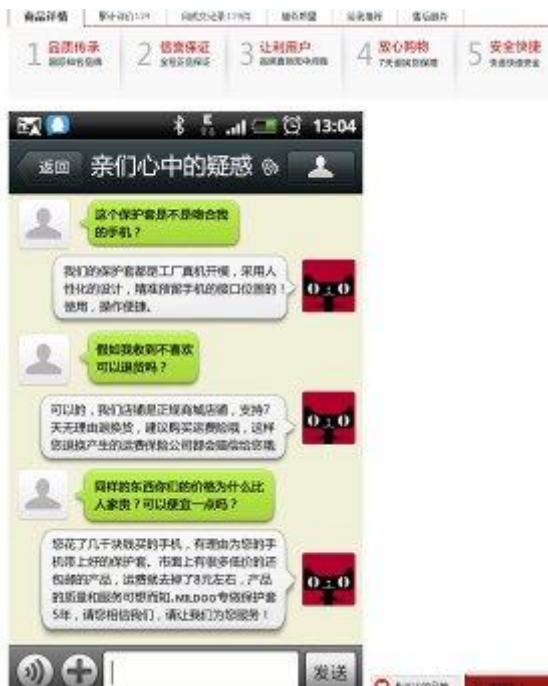 商品详情
1 品质传承
2 信誉保证
3 让利用户
4 放心购物
7天退换货保障
5 安全快捷
13:04
返回
亲们心中的疑惑
这个保护套是不是吻合我
的手机？
我们的保护套都是工厂真机开模，采用人
性化的设计，精准预留手机的接口位置的！
使用，操作便捷。
假如我收到不喜欢
可以退货吗？
可以的，我们店铺是正规商城店铺，支持7
天无理由退换货，建议购买运费险哦，这样
您退换产生的运费保险公司都会赔偿给您哦
同样的东西你们的价格为什么比
人家贵？可以便宜一点吗？
您花了几千块钱买的手机，有理由为您的手
机带上好的保护套。市面上有很多低价的还
包邮的产品，运费就去掉了8元左右，产品
的质量和服务可想而知，MILDOO专做保护套
5年，请您相信我们，请让我们为您服务！
发送